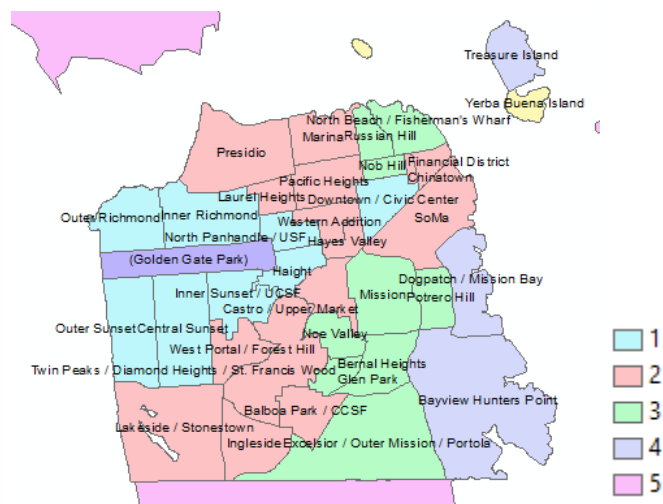 Treasure Island
Yerba Buena Island
North Beach / Fisherman's Wharf
Marina
Russian Hill
Presidio
Nob Hill
Financial District
Chinatown
Pacific Heights
Laurel Heights
Downtown / Civic Center
Outer Richmond
Inner Richmond
Western Addition
SoMa
North Panhandle / USF
Hayes Valley
(Golden Gate Park)
Haight
Dogpatch / Mission Bay
Inner Sunset / UCSF
Mission
Potrero Hill
Castro / Upper Market
Outer Sunset
Central Sunset
Noe Valley
West Portal / Forest Hill
Bernal Heights
Twin Peaks / Diamond Heights / St. Francis Wood
Glen Park
Bayview Hunters Point
Balboa Park / CCSF
Lakeside / Stonestown
Ingleside
Excelsior / Outer Mission / Portola
1
2
3
4
5